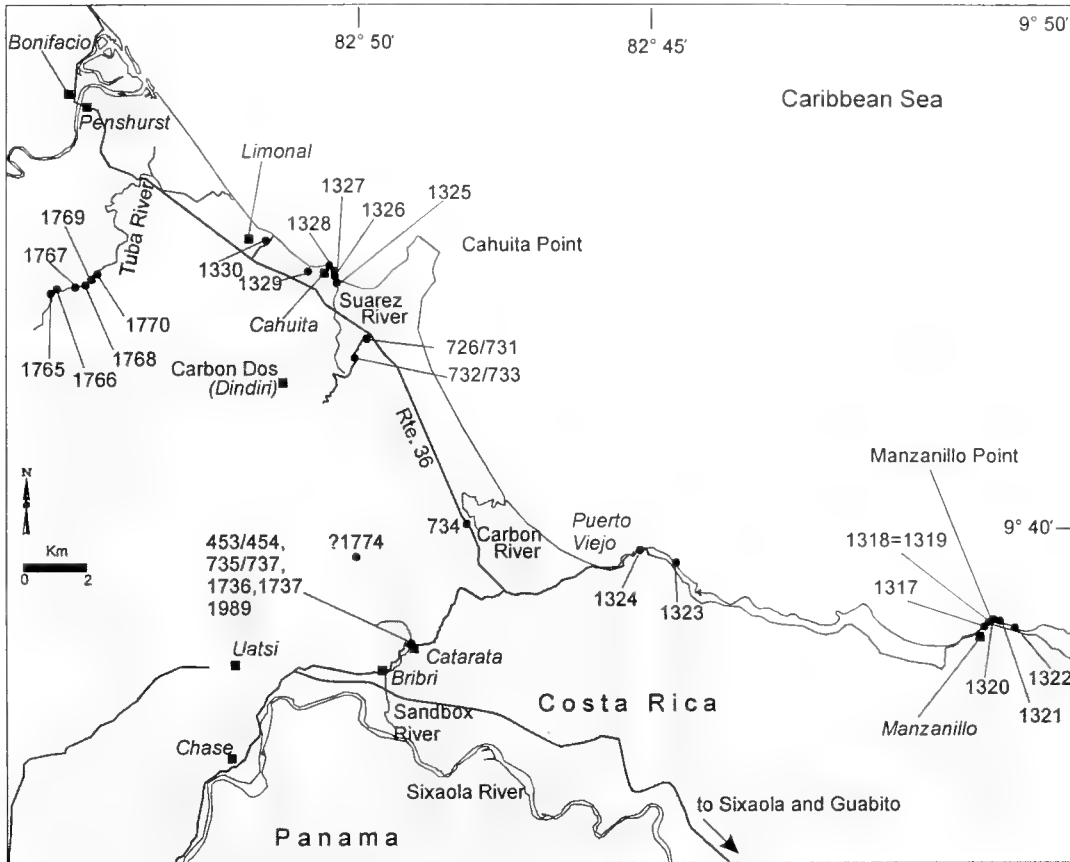 82° 50'
82° 45'
9° 50'
Bonifacio
Caribbean Sea
Penshurst
Limonal
1327
1325
1326
1328
Tuba River
1769
Cahuita Point
1767
1330
1329
Suarez
River
1770
Cahuita
726/731
1768
1765
1766
Carbon Dos
(Dindiri)
732/733
Rte. 36
Manzanillo Point
N
734
Carbon
River
Puerto
Viejo
9° 40'
Km
0 2
453/454,
735/737,
1736,1737
1989
?1774
1318=1319
1317
1324
1323
Uatsi
Catarata
Bribri
1320
1322
1321
Costa Rica
Manzanillo
Sandbox
River
Chase
Sixaola River
to Sixaola and Guabito
Panama